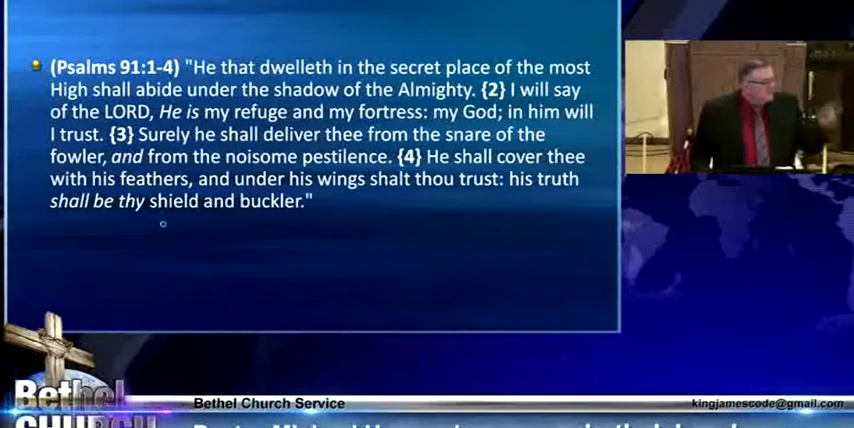 (Psalms 91:1-4) "He that dwelleth in the secret place of the most
High shall abide under the shadow of the Almighty. {2} I will say
of the LORD, He is my refuge and my fortress: my God; in him will
I trust. {3} Surely he shall deliver thee from the snare of the
fowler, and from the noisome pestilence. {4} He shall cover thee
with his feathers, and under his wings shalt thou trust: his truth
shall be thy shield and buckler."
Bethel
CHURCH
Bethel Church Service
kingjamescode@gmail.com